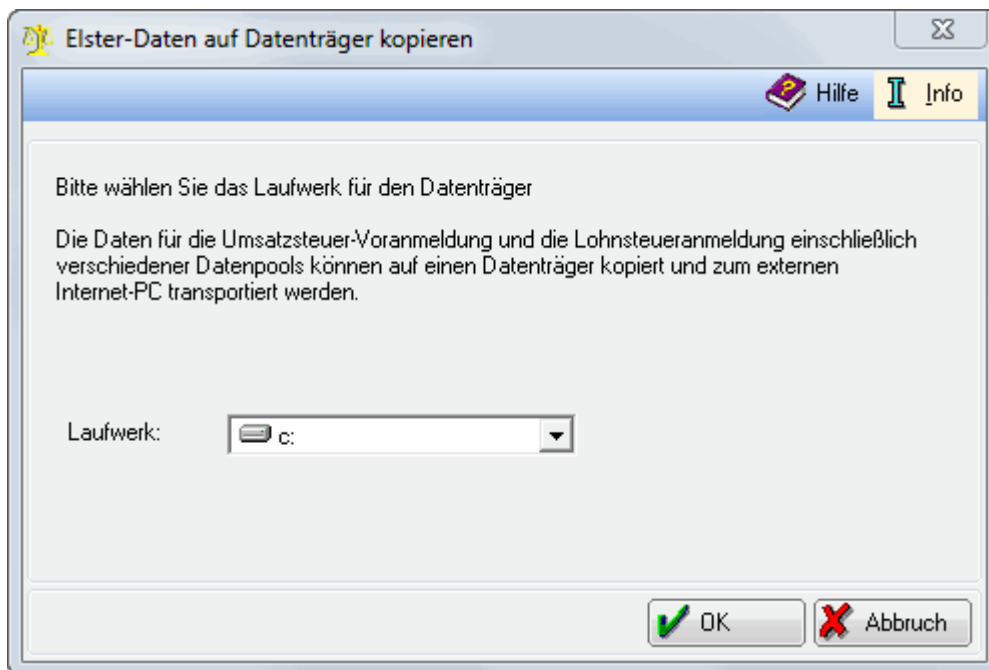 Elster-Daten auf Datenträger kopieren
Hilfe Info
Bitte wählen Sie das Laufwerk für den Datenträger
Die Daten für die Umsatzsteuer-Voranmeldung und die Lohnsteueranmeldung einschließlich
verschiedener Datenpools können auf einen Datenträger kopiert und zum externen
Internet-PC transportiert werden.
Laufwerk: c:
OK Abbruch